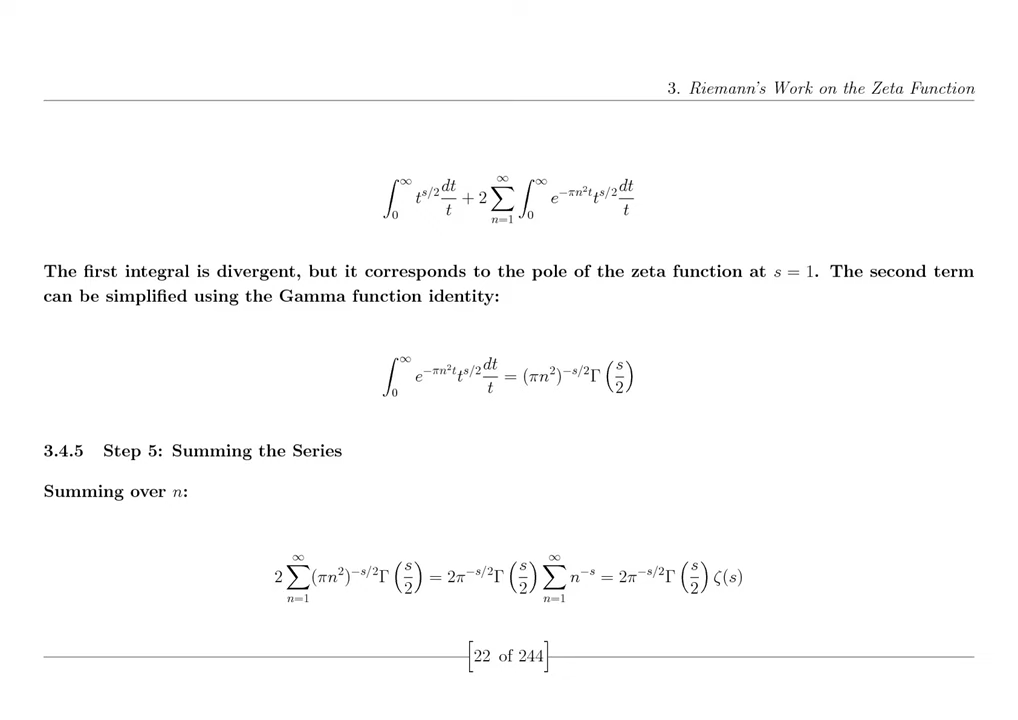 3. Riemann's Work on the Zeta Function
∫_0^∞ t^{s/2} dt/t + 2 ∑_{n=1}^∞ ∫_0^∞ e^{−πn²t} t^{s/2} dt/t
The first integral is divergent, but it corresponds to the pole of the zeta function at s = 1. The second term
can be simplified using the Gamma function identity:
∫_0^∞ e^{−πn²t} t^{s/2} dt/t = (πn²)^{−s/2} Γ(s/2)
3.4.5 Step 5: Summing the Series
Summing over n:
2 ∑_{n=1}^∞ (πn²)^{−s/2} Γ(s/2) = 2π^{−s/2} Γ(s/2) ∑_{n=1}^∞ n^{−s} = 2π^{−s/2} Γ(s/2) ζ(s)
[22 of 244]